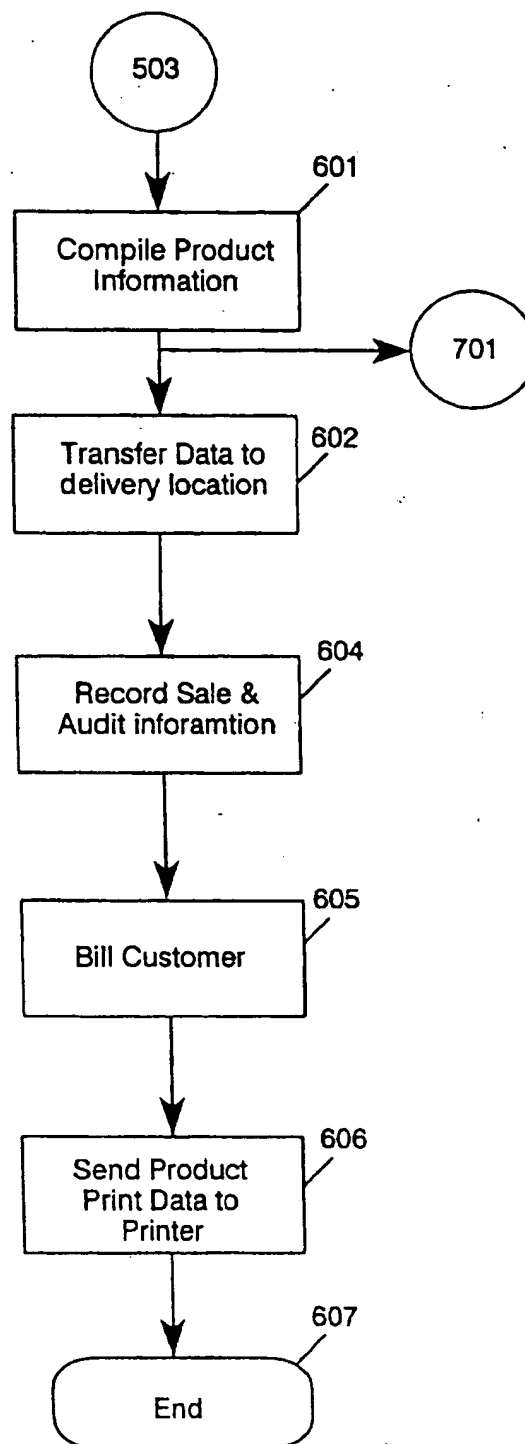 503
601
Compile Product
Information
701
602
Transfer Data to
delivery location
604
Record Sale &
Audit inforamtion
605
Bill Customer
606
Send Product
Print Data to
Printer
607
End